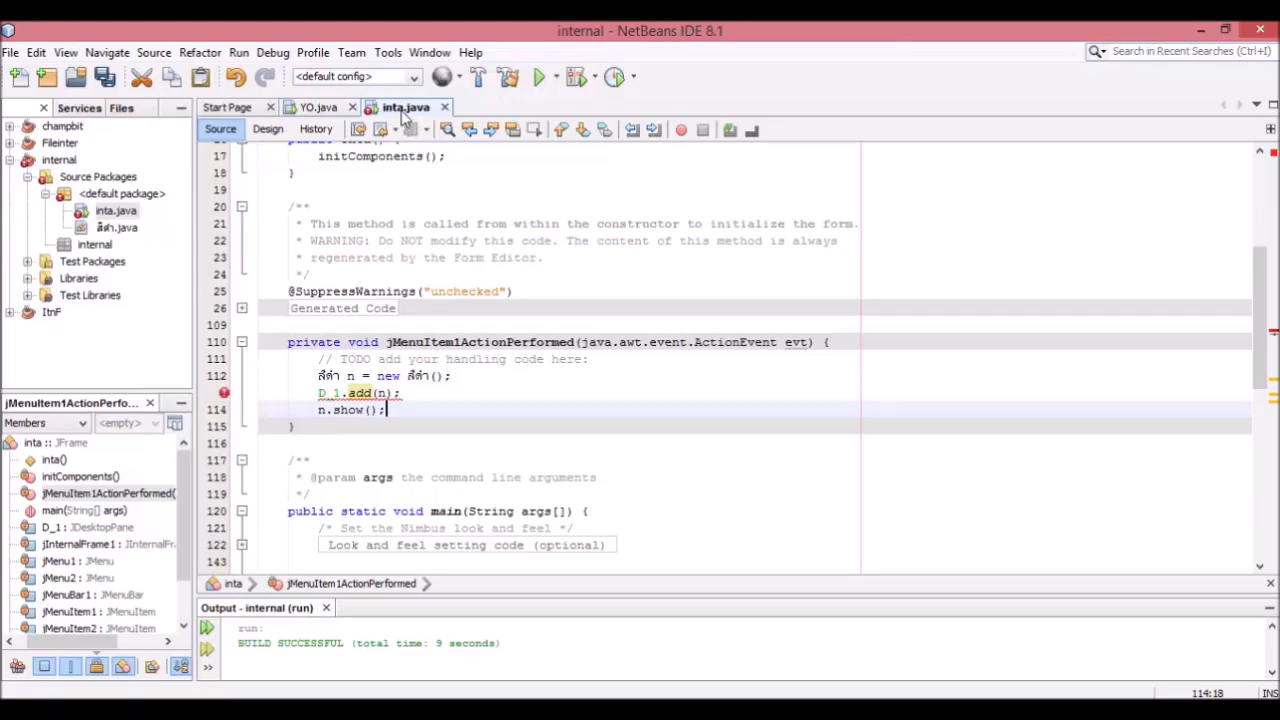 internal - NetBeans IDE 8.1
File Edit View Navigate Source Refactor Run Debug Profile Team Tools Window Help
Search in Recent Searches (Ctrl+I)
<default config>
Services Files
Start Page YO.java inta.java
Source Design History
champbit
Fileinter
internal
Source Packages
<default package>
inta.java
สีดำ.java
internal
Test Packages
Libraries
Test Libraries
ItnF
17 initComponents();
18 }
19
20 /**
21 * This method is called from within the constructor to initialize the form.
22 * WARNING: Do NOT modify this code. The content of this method is always
23 * regenerated by the Form Editor.
24 */
25 @SuppressWarnings("unchecked")
26 Generated Code
109
110 private void jMenuItem1ActionPerformed(java.awt.event.ActionEvent evt) {
111 // TODO add your handling code here:
112 สีดำ n = new สีดำ();
D_1.add(n);
114 n.show();
115 }
116
117 /**
118 * @param args the command line arguments
119 */
120 public static void main(String args[]) {
121 /* Set the Nimbus look and feel */
122 Look and feel setting code (optional)
143
jMenuItem1ActionPerfo...
Members <empty>
inta :: JFrame
inta()
initComponents()
jMenuItem1ActionPerformed(
main(String[] args)
D_1 : JDesktopPane
jInternalFrame1 : JInternalFr
jMenu1 : JMenu
jMenu2 : JMenu
jMenuBar1 : JMenuBar
jMenuItem1 : JMenuItem
jMenuItem2 : JMenuItem
inta jMenuItem1ActionPerformed
Output - internal (run)
run:
BUILD SUCCESSFUL (total time: 9 seconds)
114:18 INS